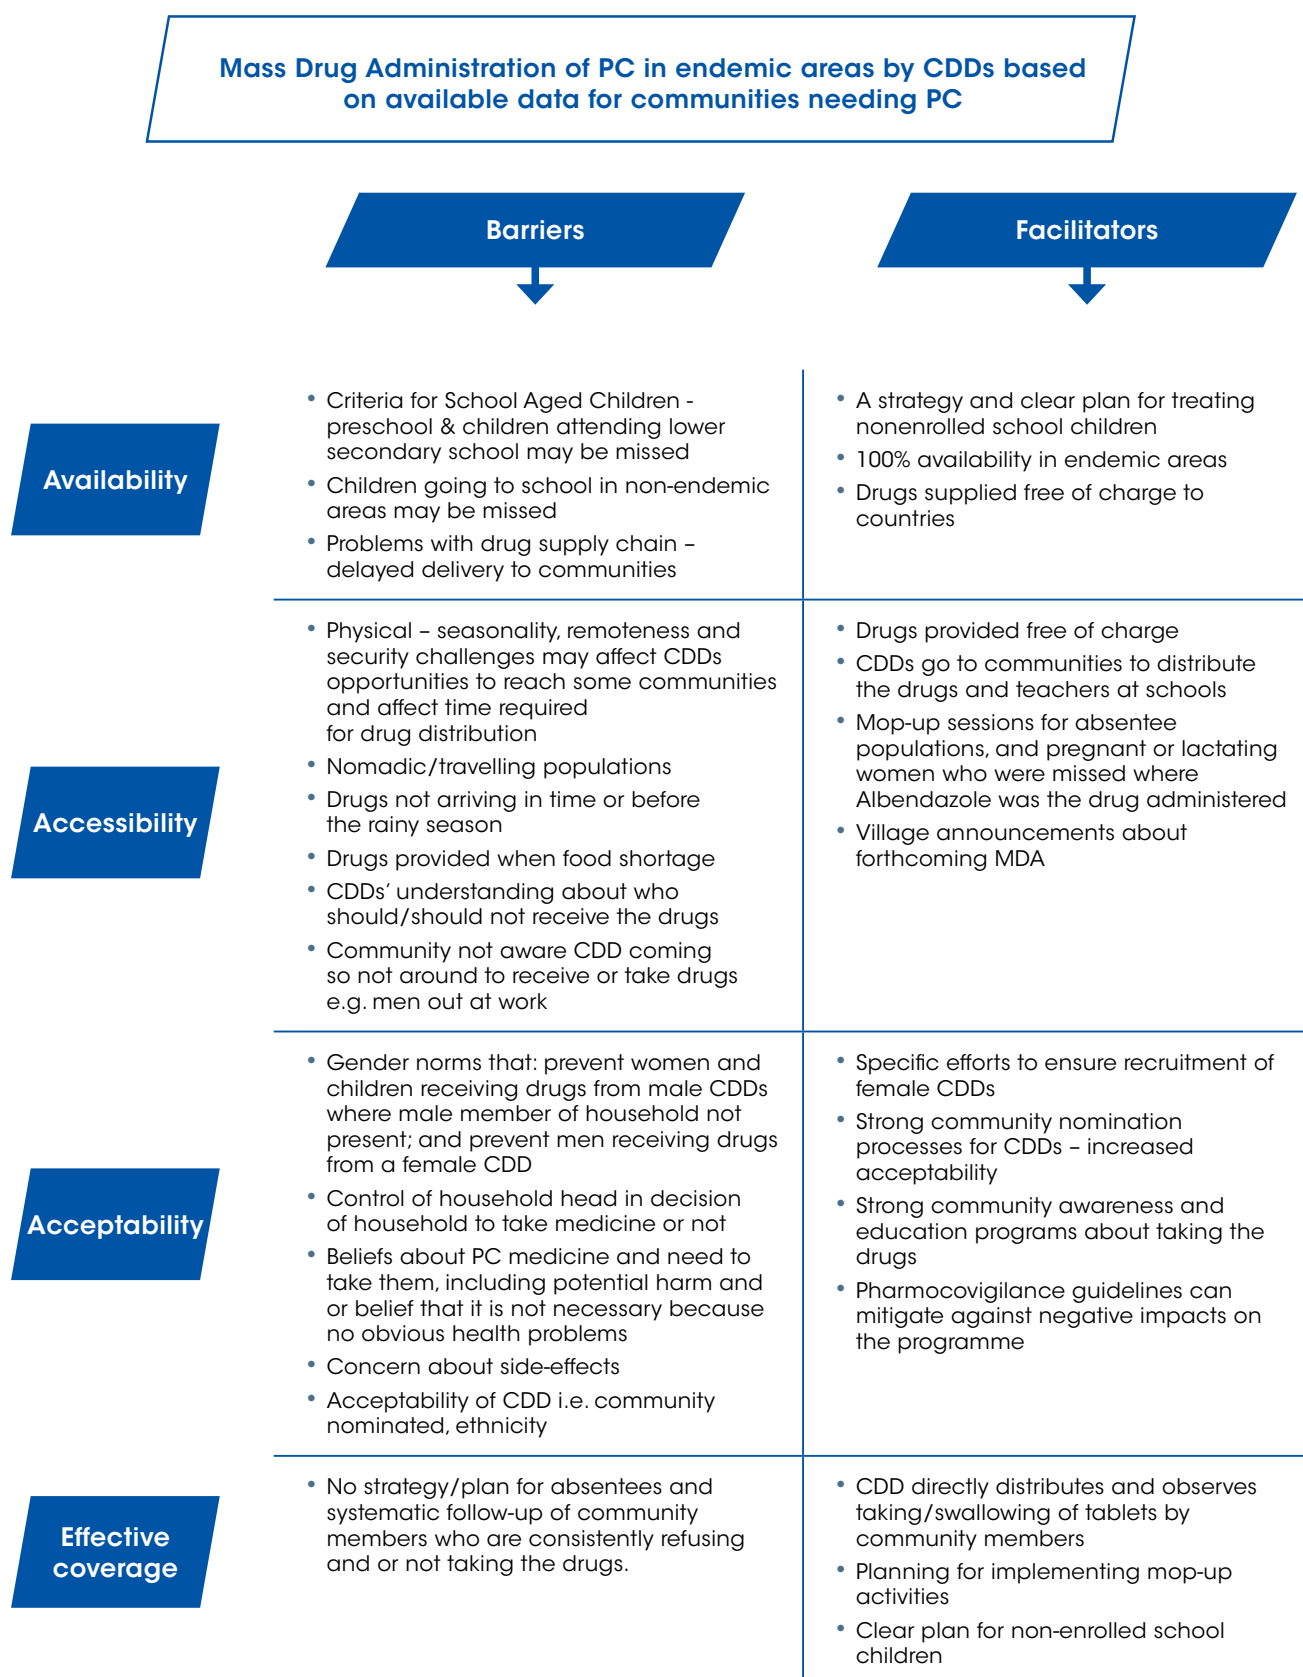 Mass Drug Administration of PC in endemic areas by CDDs based
on available data for communities needing PC
Barriers
Facilitators
Availability
• Criteria for School Aged Children -
preschool & children attending lower
secondary school may be missed
• Children going to school in non-endemic
areas may be missed
• Problems with drug supply chain –
delayed delivery to communities
• A strategy and clear plan for treating
nonenrolled school children
• 100% availability in endemic areas
• Drugs supplied free of charge to
countries
Accessibility
• Physical – seasonality, remoteness and
security challenges may affect CDDs
opportunities to reach some communities
and affect time required
for drug distribution
• Nomadic/travelling populations
• Drugs not arriving in time or before
the rainy season
• Drugs provided when food shortage
• CDDs’ understanding about who
should/should not receive the drugs
• Community not aware CDD coming
so not around to receive or take drugs
e.g. men out at work
• Drugs provided free of charge
• CDDs go to communities to distribute
the drugs and teachers at schools
• Mop-up sessions for absentee
populations, and pregnant or lactating
women who were missed where
Albendazole was the drug administered
• Village announcements about
forthcoming MDA
Acceptability
• Gender norms that: prevent women and
children receiving drugs from male CDDs
where male member of household not
present; and prevent men receiving drugs
from a female CDD
• Control of household head in decision
of household to take medicine or not
• Beliefs about PC medicine and need to
take them, including potential harm and
or belief that it is not necessary because
no obvious health problems
• Concern about side-effects
• Acceptability of CDD i.e. community
nominated, ethnicity
• Specific efforts to ensure recruitment of
female CDDs
• Strong community nomination
processes for CDDs – increased
acceptability
• Strong community awareness and
education programs about taking the
drugs
• Pharmocovigilance guidelines can
mitigate against negative impacts on
the programme
Effective
coverage
• No strategy/plan for absentees and
systematic follow-up of community
members who are consistently refusing
and or not taking the drugs.
• CDD directly distributes and observes
taking/swallowing of tablets by
community members
• Planning for implementing mop-up
activities
• Clear plan for non-enrolled school
children